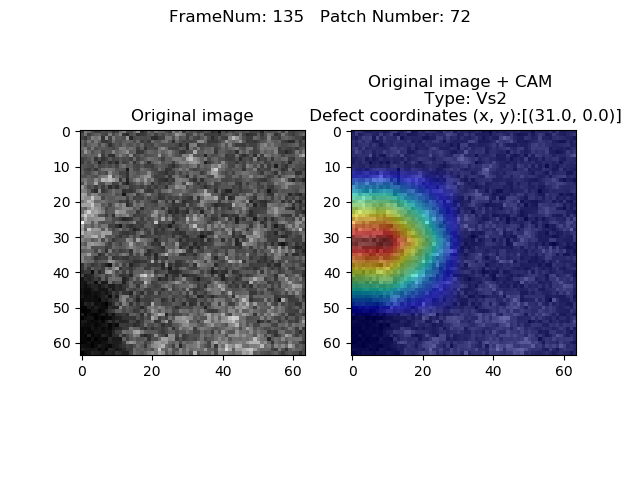 FrameNum: 135   Patch Number: 72
Original image
Original image + CAM
Type: Vs2
Defect coordinates (x, y):[(31.0, 0.0)]
0
10
20
30
40
50
60
0 20 40 60
0
10
20
30
40
50
60
0 20 40 60